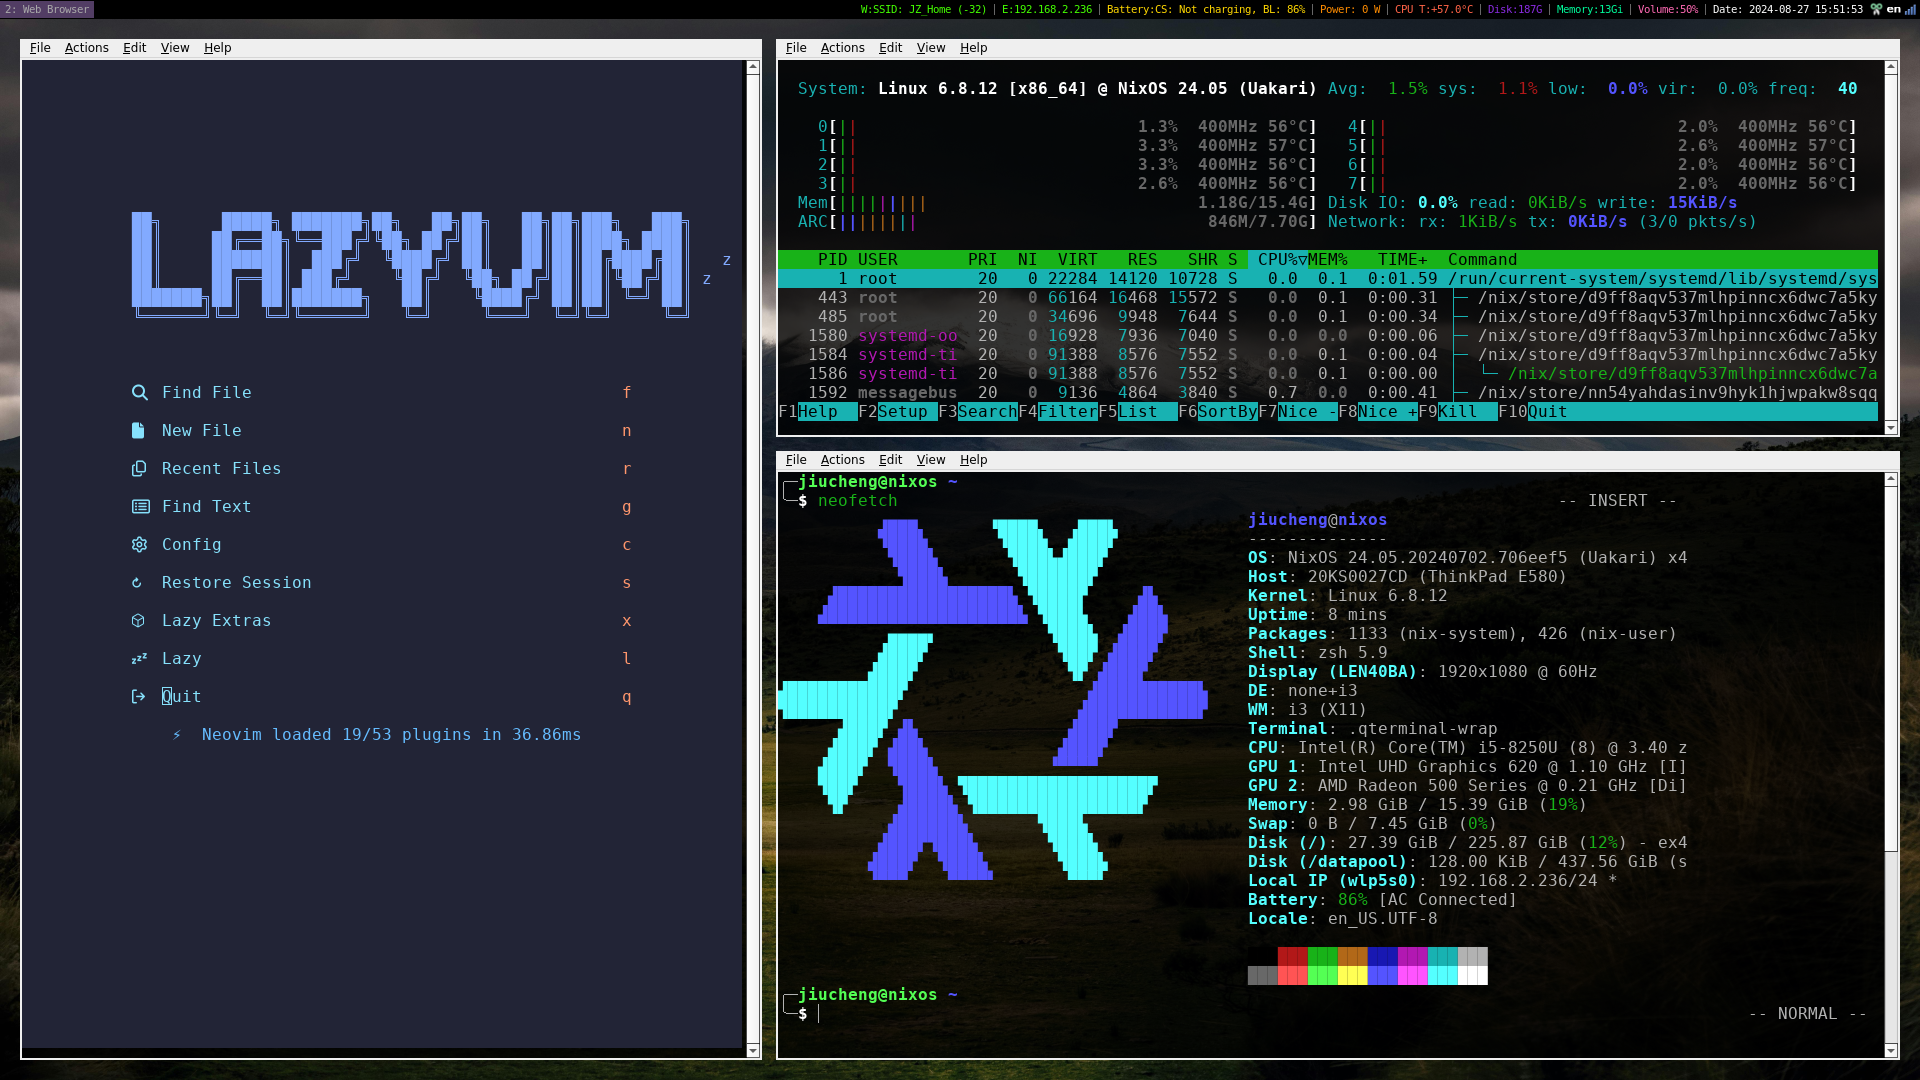 2: Web Browser
W:SSID: JZ_Home (-32) | E:192.168.2.236 | Battery:CS: Not charging, BL: 86% | Power: 0 W | CPU T:+57.0°C | Disk:187G | Memory:13Gi | Volume:50% | Date: 2024-08-27 15:51:53 en
File Actions Edit View Help
LAZYVIM
z
z
Find File f
New File n
Recent Files r
Find Text g
Config c
Restore Session s
Lazy Extras x
Lazy l
Quit q
⚡ Neovim loaded 19/53 plugins in 36.86ms
File Actions Edit View Help
System: Linux 6.8.12 [x86_64] @ NixOS 24.05 (Uakari) Avg: 1.5% sys: 1.1% low: 0.0% vir: 0.0% freq: 40
0[|| 1.3% 400MHz 56°C] 4[|| 2.0% 400MHz 56°C]
1[|| 3.3% 400MHz 57°C] 5[|| 2.6% 400MHz 57°C]
2[|| 3.3% 400MHz 56°C] 6[|| 2.0% 400MHz 56°C]
3[|| 2.6% 400MHz 56°C] 7[|| 2.0% 400MHz 56°C]
Mem[||||||||| 1.18G/15.4G] Disk IO: 0.0% read: 0KiB/s write: 15KiB/s
ARC[|||||||| 846M/7.70G] Network: rx: 1KiB/s tx: 0KiB/s (3/0 pkts/s)
PID USER PRI NI VIRT RES SHR S CPU%▽MEM% TIME+ Command
1 root 20 0 22284 14120 10728 S 0.0 0.1 0:01.59 /run/current-system/systemd/lib/systemd/sys
443 root 20 0 66164 16468 15572 S 0.0 0.1 0:00.31 ├─ /nix/store/d9ff8aqv537mlhpinncx6dwc7a5ky
485 root 20 0 34696 9948 7644 S 0.0 0.1 0:00.34 ├─ /nix/store/d9ff8aqv537mlhpinncx6dwc7a5ky
1580 systemd-oo 20 0 16928 7936 7040 S 0.0 0.0 0:00.06 ├─ /nix/store/d9ff8aqv537mlhpinncx6dwc7a5ky
1584 systemd-ti 20 0 91388 8576 7552 S 0.0 0.1 0:00.04 ├─ /nix/store/d9ff8aqv537mlhpinncx6dwc7a5ky
1586 systemd-ti 20 0 91388 8576 7552 S 0.0 0.1 0:00.00 │ └─ /nix/store/d9ff8aqv537mlhpinncx6dwc7a
1592 messagebus 20 0 9136 4864 3840 S 0.7 0.0 0:00.41 ├─ /nix/store/nn54yahdasinv9hyk1hjwpakw8sqq
F1Help F2Setup F3SearchF4FilterF5List F6SortByF7Nice -F8Nice +F9Kill F10Quit
File Actions Edit View Help
╭─jiucheng@nixos ~
╰─$ neofetch -- INSERT --
jiucheng@nixos
--------------
OS: NixOS 24.05.20240702.706eef5 (Uakari) x4
Host: 20KS0027CD (ThinkPad E580)
Kernel: Linux 6.8.12
Uptime: 8 mins
Packages: 1133 (nix-system), 426 (nix-user)
Shell: zsh 5.9
Display (LEN40BA): 1920x1080 @ 60Hz
DE: none+i3
WM: i3 (X11)
Terminal: .qterminal-wrap
CPU: Intel(R) Core(TM) i5-8250U (8) @ 3.40 z
GPU 1: Intel UHD Graphics 620 @ 1.10 GHz [I]
GPU 2: AMD Radeon 500 Series @ 0.21 GHz [Di]
Memory: 2.98 GiB / 15.39 GiB (19%)
Swap: 0 B / 7.45 GiB (0%)
Disk (/): 27.39 GiB / 225.87 GiB (12%) - ex4
Disk (/datapool): 128.00 KiB / 437.56 GiB (s
Local IP (wlp5s0): 192.168.2.236/24 *
Battery: 86% [AC Connected]
Locale: en_US.UTF-8
╭─jiucheng@nixos ~
╰─$ -- NORMAL --